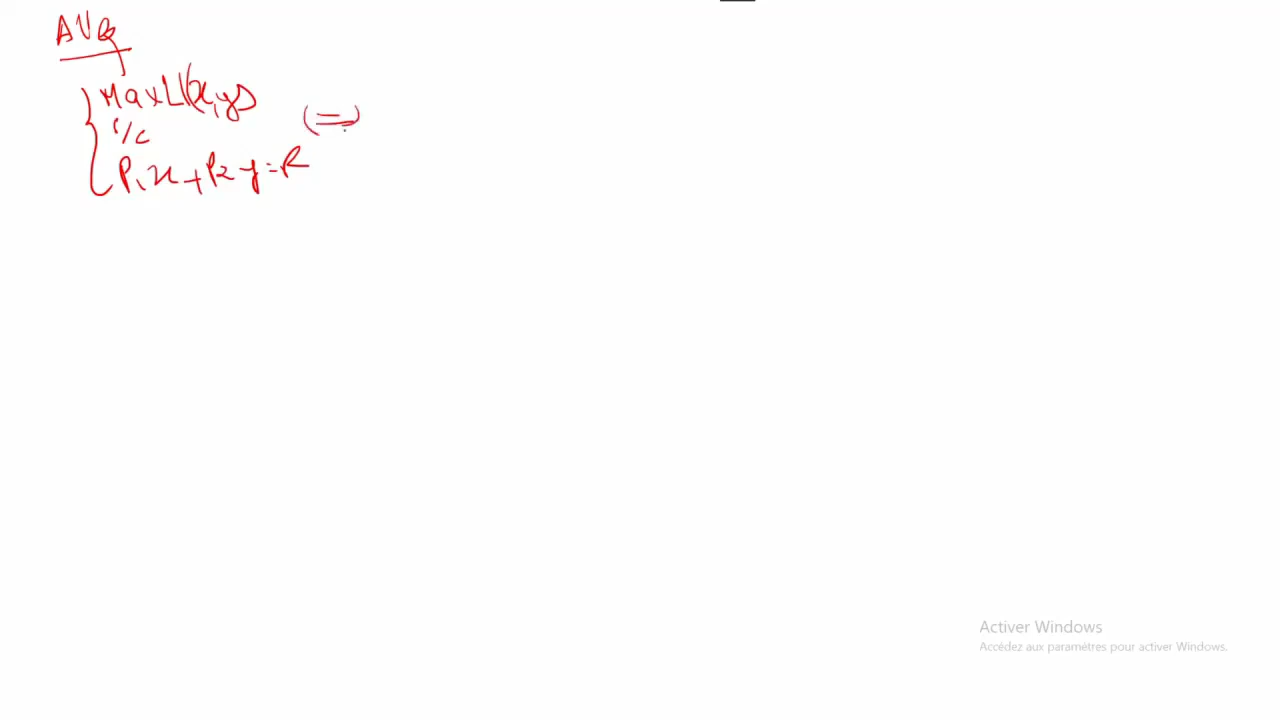 AVQ
Max U(x,y)
s/c
P₁x + P₂y = R
(⇒)
Activer Windows
Accédez aux paramètres pour activer Windows.